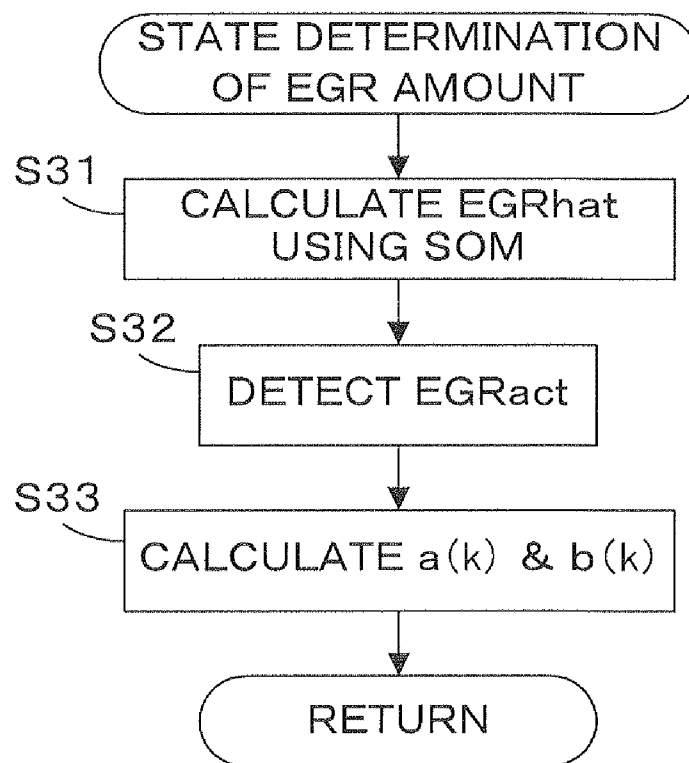 STATE DETERMINATION
OF EGR AMOUNT
S31
CALCULATE EGRhat
USING SOM
S32
DETECT EGRact
S33
CALCULATE a(k) & b(k)
RETURN